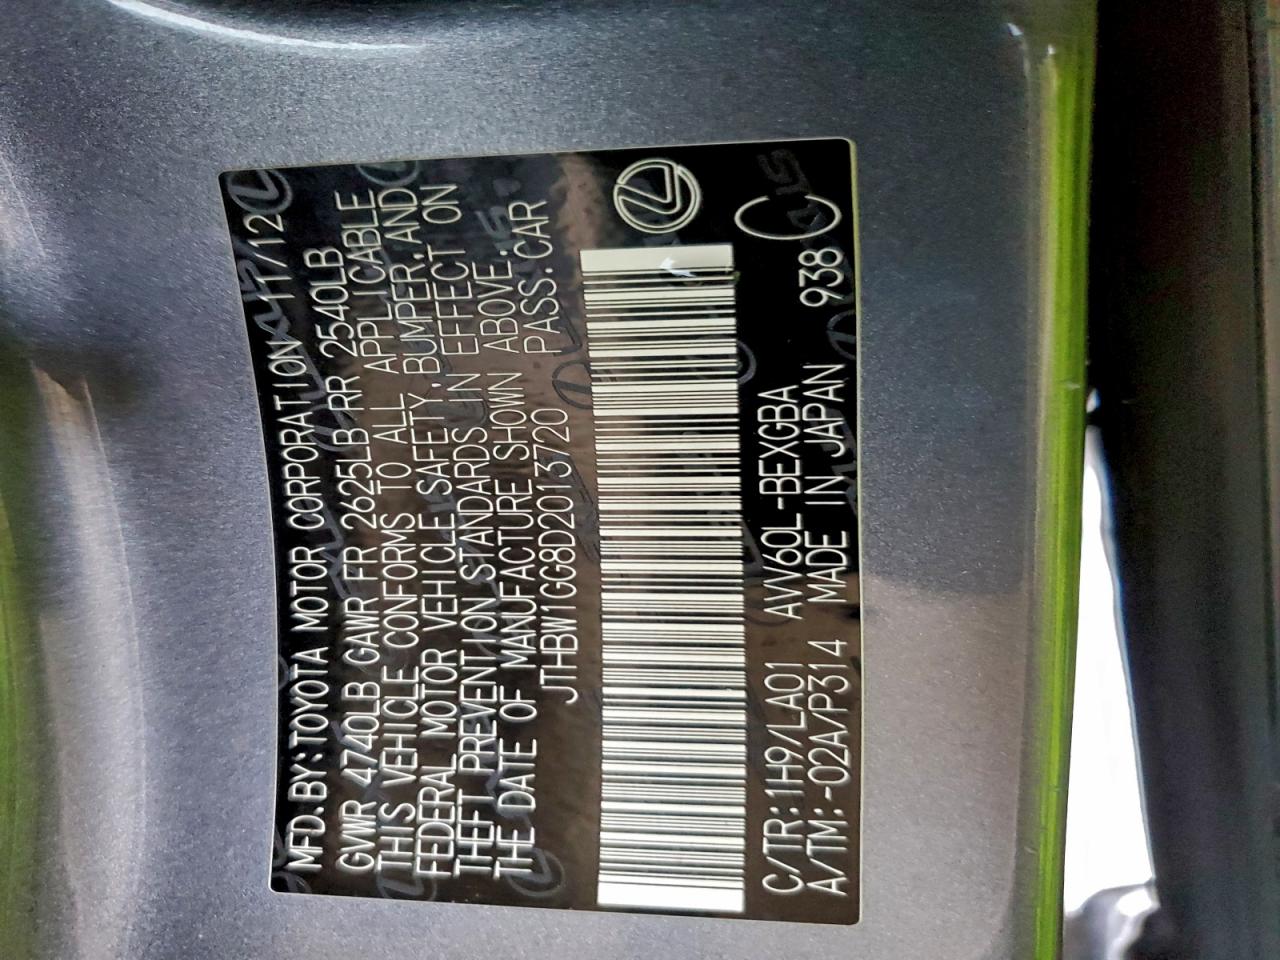 MFD. BY: TOYOTA MOTOR CORPORATION 11/12
GVWR 4740LB GAWR FR 2625LB RR 2540LB
THIS VEHICLE CONFORMS TO ALL APPLICABLE
FEDERAL MOTOR VEHICLE SAFETY, BUMPER, AND
THEFT PREVENTION STANDARDS IN EFFECT ON
THE DATE OF MANUFACTURE SHOWN ABOVE.
JTHBW1GG8D2013720 PASS. CAR
C/TR: 1H9/LA01 AVV60L-BEXGBA
A/TM: -02A/P314 MADE IN JAPAN 938